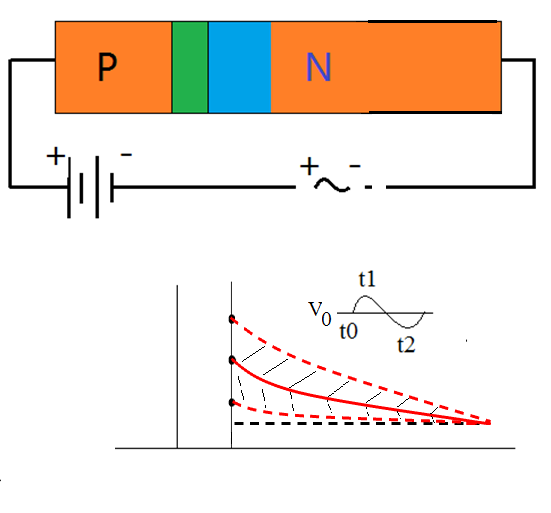 P N
+ - + -
t1
V0
t0
t2